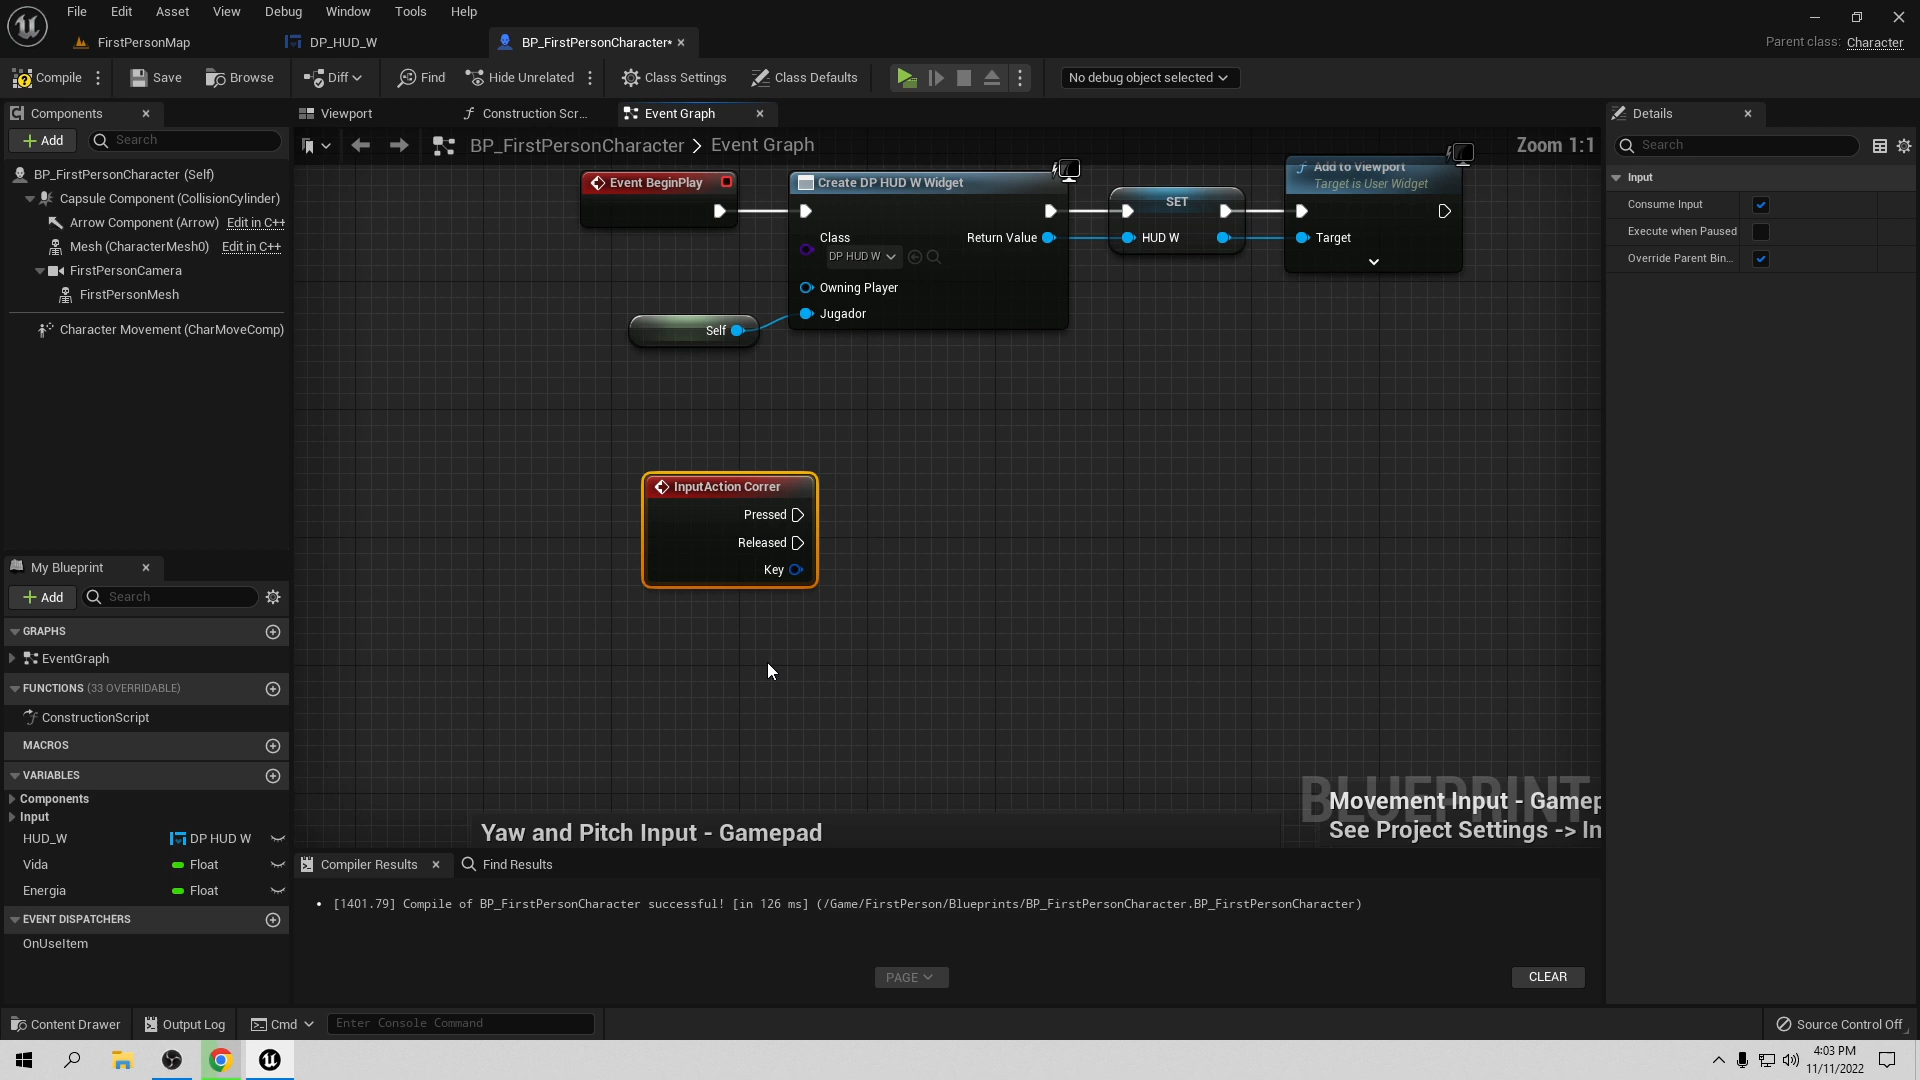 File Edit Asset View Debug Window Tools Help
FirstPersonMap DP_HUD_W BP_FirstPersonCharacter*
Parent class: Character
Compile Save Browse Diff Find Hide Unrelated Class Settings Class Defaults No debug object selected
Components
Add Search
BP_FirstPersonCharacter (Self)
Capsule Component (CollisionCylinder)
Arrow Component (Arrow) Edit in C++
Mesh (CharacterMesh0) Edit in C++
FirstPersonCamera
FirstPersonMesh
Character Movement (CharMoveComp)
My Blueprint
Add Search
GRAPHS
EventGraph
FUNCTIONS (33 OVERRIDABLE)
ConstructionScript
MACROS
VARIABLES
Components
Input
HUD_W DP HUD W
Vida Float
Energia Float
EVENT DISPATCHERS
OnUseItem
Viewport Construction Scr... Event Graph
BP_FirstPersonCharacter > Event Graph
Zoom 1:1
Event BeginPlay
Create DP HUD W Widget
Class
DP HUD W
Return Value
Owning Player
Jugador
Self
SET
HUD W
Add to Viewport
Target is User Widget
Target
InputAction Correr
Pressed
Released
Key
BLUEPRINT
Yaw and Pitch Input - Gamepad
Movement Input - Gamep
See Project Settings -> In
Compiler Results Find Results
• [1401.79] Compile of BP_FirstPersonCharacter successful! [in 126 ms] (/Game/FirstPerson/Blueprints/BP_FirstPersonCharacter.BP_FirstPersonCharacter)
PAGE
CLEAR
Details
Search
Input
Consume Input
Execute when Paused
Override Parent Bin...
Content Drawer Output Log Cmd Enter Console Command
Source Control Off
4:03 PM
11/11/2022